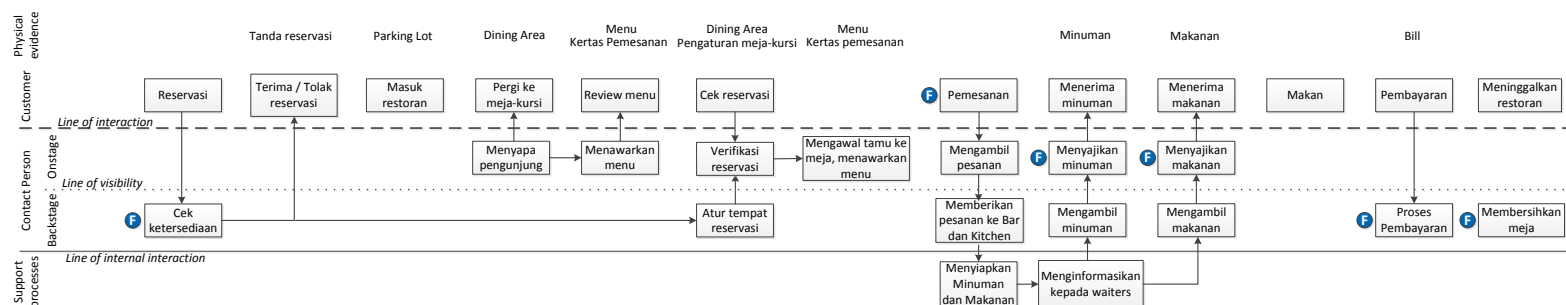 Physical
evidence
Tanda reservasi
Parking Lot
Dining Area
Menu
Kertas Pemesanan
Dining Area
Pengaturan meja-kursi
Menu
Kertas pemesanan
Minuman
Makanan
Bill
Customer
Reservasi
Terima / Tolak
reservasi
Masuk
restoran
Pergi ke
meja-kursi
Review menu
Cek reservasi
F
Pemesanan
Menerima
minuman
Menerima
makanan
Makan
Pembayaran
Meninggalkan
restoran
Line of interaction
Contact Person
Onstage
Menyapa
pengunjung
Menawarkan
menu
Verifikasi
reservasi
Mengawal tamu ke
meja, menawarkan
menu
Mengambil
pesanan
F
Menyajikan
minuman
F
Menyajikan
makanan
Line of visibility
Backstage
F
Cek
ketersediaan
Atur tempat
reservasi
Memberikan
pesanan ke Bar
dan Kitchen
Mengambil
minuman
Mengambil
makanan
F
Proses
Pembayaran
F
Membersihkan
meja
Line of internal interaction
Support
processes
Menyiapkan
Minuman
dan Makanan
Menginformasikan
kepada waiters